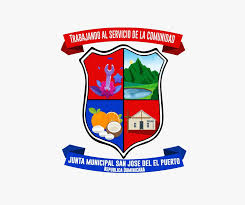 TRABAJANDO AL SERVICIO DE LA COMUNIDAD
JUNTA MUNICIPAL SAN JOSE DEL EL PUERTO
REPUBLICA DOMINICANA